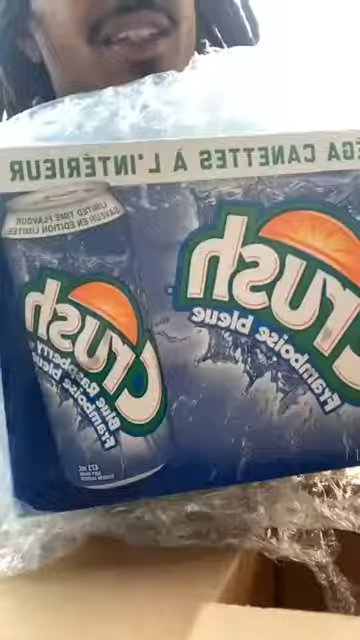 ÉGA CANETTES À L'INTÉRIEUR
LIMITED TIME FLAVOUR
SAVEUR EN ÉDITION LIMITÉE
Crush
Blue Raspberry
Framboise bleue
473 mL
Crush
Framboise bleue